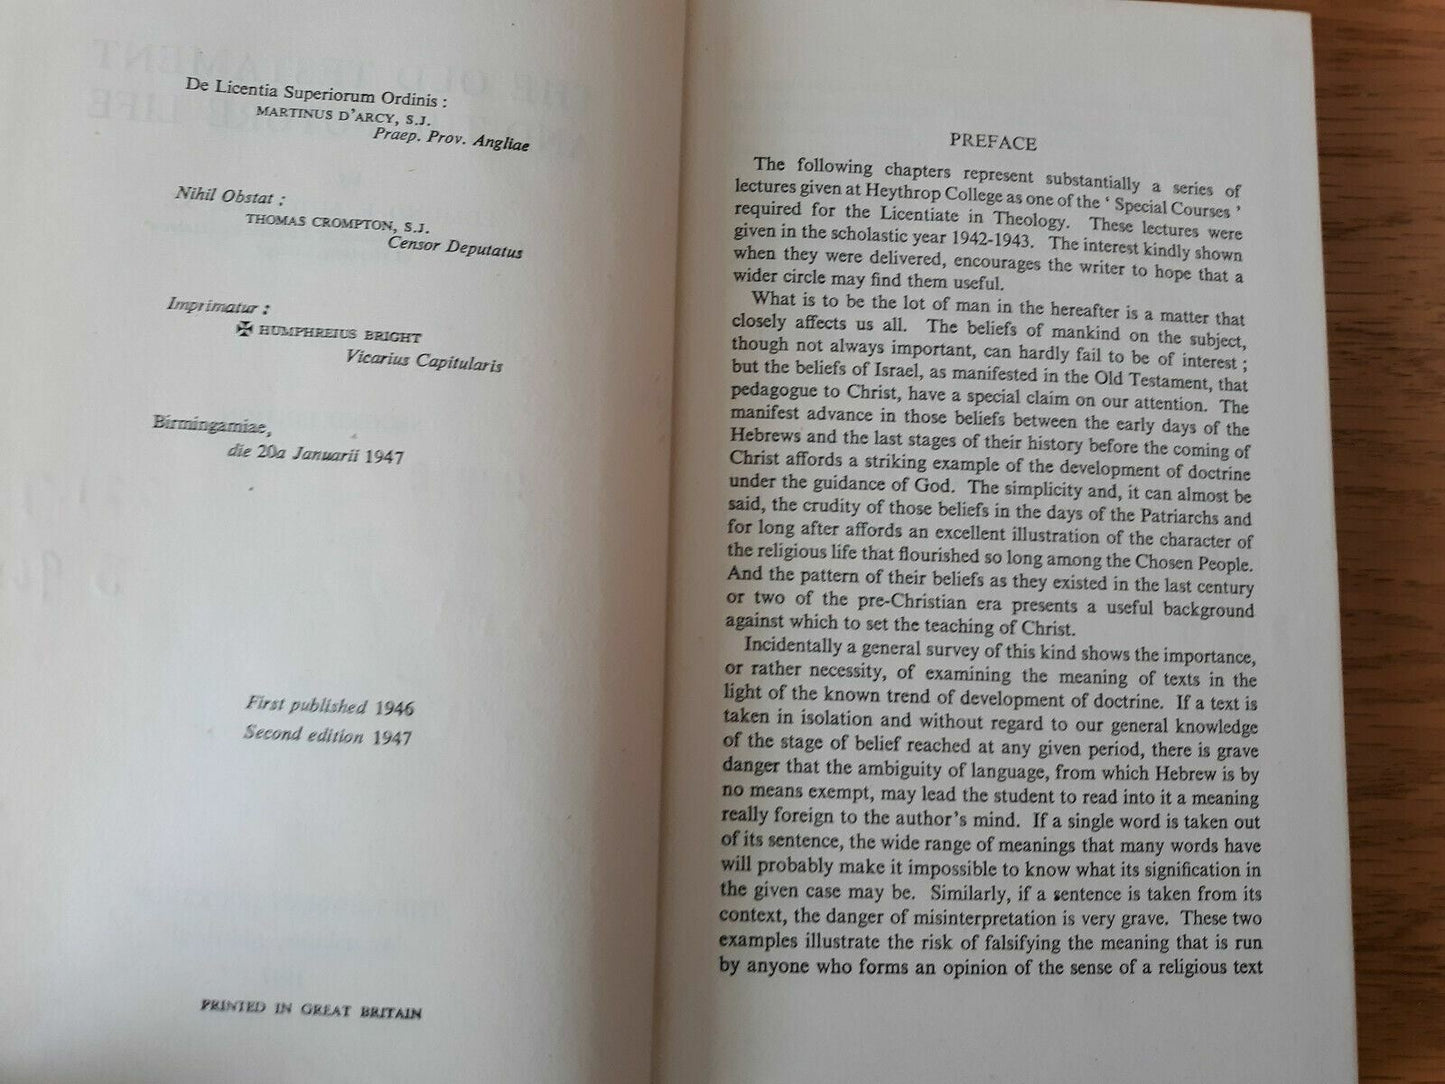 De Licentia Superiorum Ordinis :
MARTINUS D'ARCY, S.J.
Praep. Prov. Angliae
Nihil Obstat :
THOMAS CROMPTON, S.J.
Censor Deputatus
Imprimatur :
✠ HUMPHREIUS BRIGHT
Vicarius Capitularis
Birmingamiae,
die 20a Januarii 1947
First published 1946
Second edition 1947
PRINTED IN GREAT BRITAIN
PREFACE
The following chapters represent substantially a series of
lectures given at Heythrop College as one of the ‘ Special Courses ’
required for the Licentiate in Theology. These lectures were
given in the scholastic year 1942-1943. The interest kindly shown
when they were delivered, encourages the writer to hope that a
wider circle may find them useful.
What is to be the lot of man in the hereafter is a matter that
closely affects us all. The beliefs of mankind on the subject,
though not always important, can hardly fail to be of interest ;
but the beliefs of Israel, as manifested in the Old Testament, that
pedagogue to Christ, have a special claim on our attention. The
manifest advance in those beliefs between the early days of the
Hebrews and the last stages of their history before the coming of
Christ affords a striking example of the development of doctrine
under the guidance of God. The simplicity and, it can almost be
said, the crudity of those beliefs in the days of the Patriarchs and
for long after affords an excellent illustration of the character of
the religious life that flourished so long among the Chosen People.
And the pattern of their beliefs as they existed in the last century
or two of the pre-Christian era presents a useful background
against which to set the teaching of Christ.
Incidentally a general survey of this kind shows the importance,
or rather necessity, of examining the meaning of texts in the
light of the known trend of development of doctrine. If a text is
taken in isolation and without regard to our general knowledge
of the stage of belief reached at any given period, there is grave
danger that the ambiguity of language, from which Hebrew is by
no means exempt, may lead the student to read into it a meaning
really foreign to the author's mind. If a single word is taken out
of its sentence, the wide range of meanings that many words have
will probably make it impossible to know what its signification in
the given case may be. Similarly, if a sentence is taken from its
context, the danger of misinterpretation is very grave. These two
examples illustrate the risk of falsifying the meaning that is run
by anyone who forms an opinion of the sense of a religious text